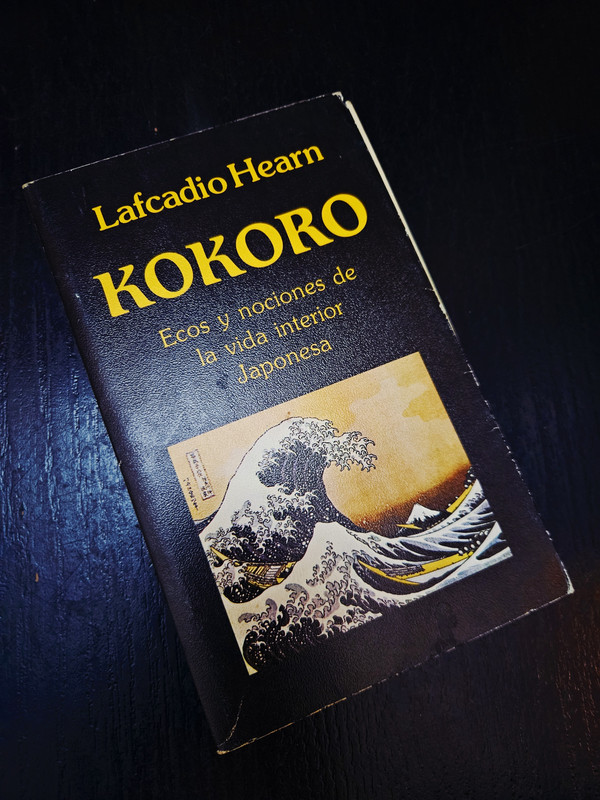 Lafcadio Hearn
KOKORO
Ecos y nociones de
la vida interior
Japonesa